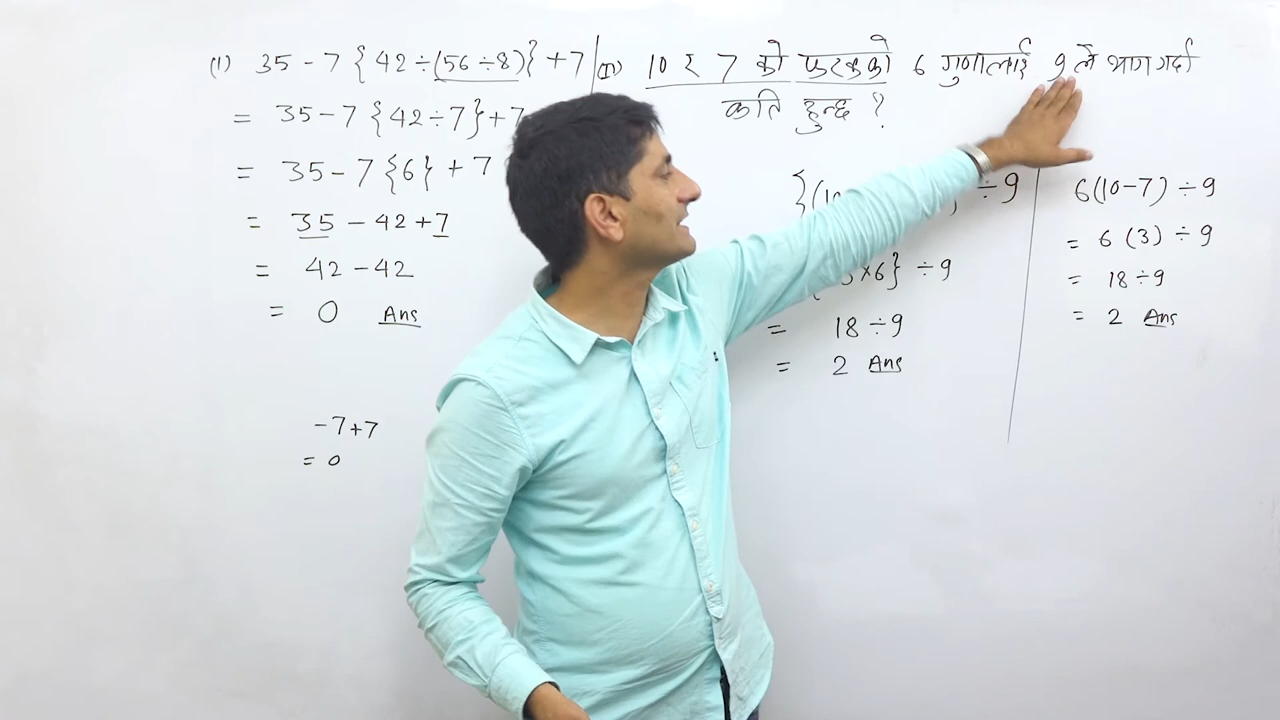 (I) 35 - 7 { 42 ÷ (56 ÷ 8) } + 7
= 35 - 7 { 42 ÷ 7 } + 7
= 35 - 7 { 6 } + 7
= 35 - 42 + 7
= 42 - 42
= 0 Ans
-7+7
= 0
(II) 10 र 7 को फरकको 6 गुणालाई 9 ले भाग गर्दा
कति हुन्छ ?
{(10 ) ÷ 9
×6} ÷ 9
= 18 ÷ 9
= 2 Ans
6(10-7) ÷ 9
= 6 (3) ÷ 9
= 18 ÷ 9
= 2 Ans